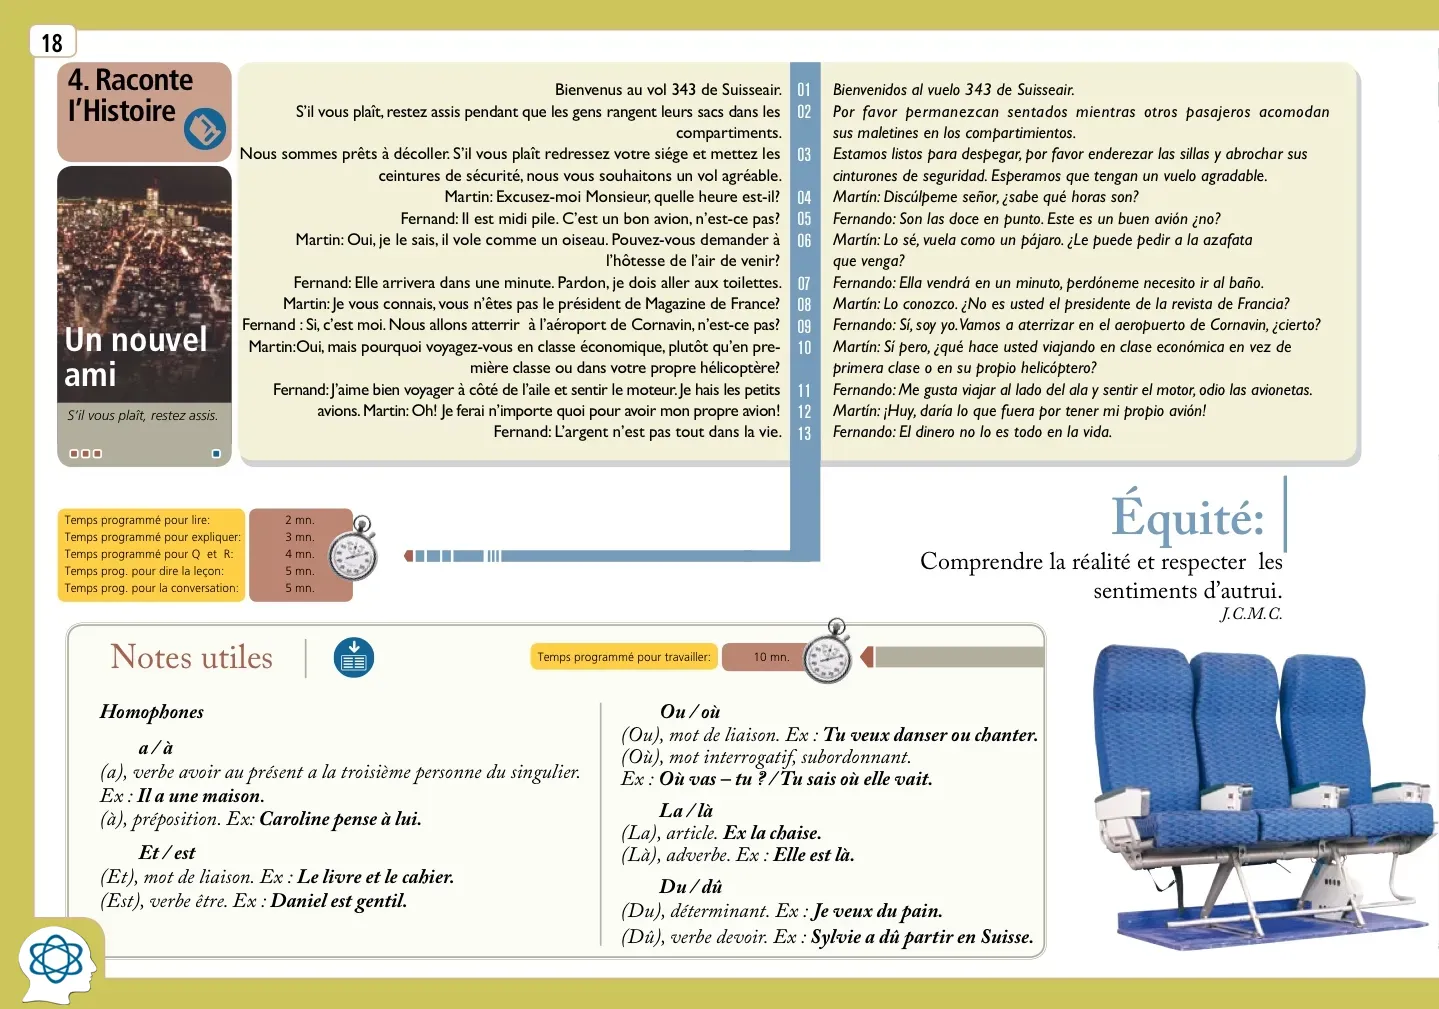 18
4. Raconte
l'Histoire
Un nouvel
ami
S'il vous plaît, restez assis.
Bienvenus au vol 343 de Suisseair.
S'il vous plaît, restez assis pendant que les gens rangent leurs sacs dans les
compartiments.
Nous sommes prêts à décoller. S'il vous plaît redressez votre siége et mettez les
ceintures de sécurité, nous vous souhaitons un vol agréable.
Martin: Excusez-moi Monsieur, quelle heure est-il?
Fernand: Il est midi pile. C'est un bon avion, n'est-ce pas?
Martin: Oui, je le sais, il vole comme un oiseau. Pouvez-vous demander à
l'hôtesse de l'air de venir?
Fernand: Elle arrivera dans une minute. Pardon, je dois aller aux toilettes.
Martin: Je vous connais, vous n'êtes pas le président de Magazine de France?
Fernand : Si, c'est moi. Nous allons atterrir à l'aéroport de Cornavin, n'est-ce pas?
Martin:Oui, mais pourquoi voyagez-vous en classe économique, plutôt qu'en pre-
mière classe ou dans votre propre hélicoptère?
Fernand: J'aime bien voyager à côté de l'aile et sentir le moteur. Je hais les petits
avions. Martin: Oh! Je ferai n'importe quoi pour avoir mon propre avion!
Fernand: L'argent n'est pas tout dans la vie.
01
02
03
04
05
06
07
08
09
10
11
12
13
Bienvenidos al vuelo 343 de Suisseair.
Por favor permanezcan sentados mientras otros pasajeros acomodan
sus maletines en los compartimientos.
Estamos listos para despegar, por favor enderezar las sillas y abrochar sus
cinturones de seguridad. Esperamos que tengan un vuelo agradable.
Martín: Discúlpeme señor, ¿sabe qué horas son?
Fernando: Son las doce en punto. Este es un buen avión ¿no?
Martín: Lo sé, vuela como un pájaro. ¿Le puede pedir a la azafata
que venga?
Fernando: Ella vendrá en un minuto, perdóneme necesito ir al baño.
Martín: Lo conozco. ¿No es usted el presidente de la revista de Francia?
Fernando: Sí, soy yo. Vamos a aterrizar en el aeropuerto de Cornavin, ¿cierto?
Martín: Sí pero, ¿qué hace usted viajando en clase económica en vez de
primera clase o en su propio helicóptero?
Fernando: Me gusta viajar al lado del ala y sentir el motor, odio las avionetas.
Martín: ¡Huy, daría lo que fuera por tener mi propio avión!
Fernando: El dinero no lo es todo en la vida.
Temps programmé pour lire: 2 mn.
Temps programmé pour expliquer: 3 mn.
Temps programmé pour Q et R: 4 mn.
Temps prog. pour dire la leçon: 5 mn.
Temps prog. pour la conversation: 5 mn.
Équité:
Comprendre la réalité et respecter les
sentiments d'autrui.
J.C.M.C.
Notes utiles
Temps programmé pour travailler: 10 mn.
Homophones
a / à
(a), verbe avoir au présent a la troisième personne du singulier.
Ex : Il a une maison.
(à), préposition. Ex: Caroline pense à lui.
Et / est
(Et), mot de liaison. Ex : Le livre et le cahier.
(Est), verbe être. Ex : Daniel est gentil.
Ou / où
(Ou), mot de liaison. Ex : Tu veux danser ou chanter.
(Où), mot interrogatif, subordonnant.
Ex : Où vas – tu ? / Tu sais où elle vait.
La / là
(La), article. Ex la chaise.
(Là), adverbe. Ex : Elle est là.
Du / dû
(Du), déterminant. Ex : Je veux du pain.
(Dû), verbe devoir. Ex : Sylvie a dû partir en Suisse.